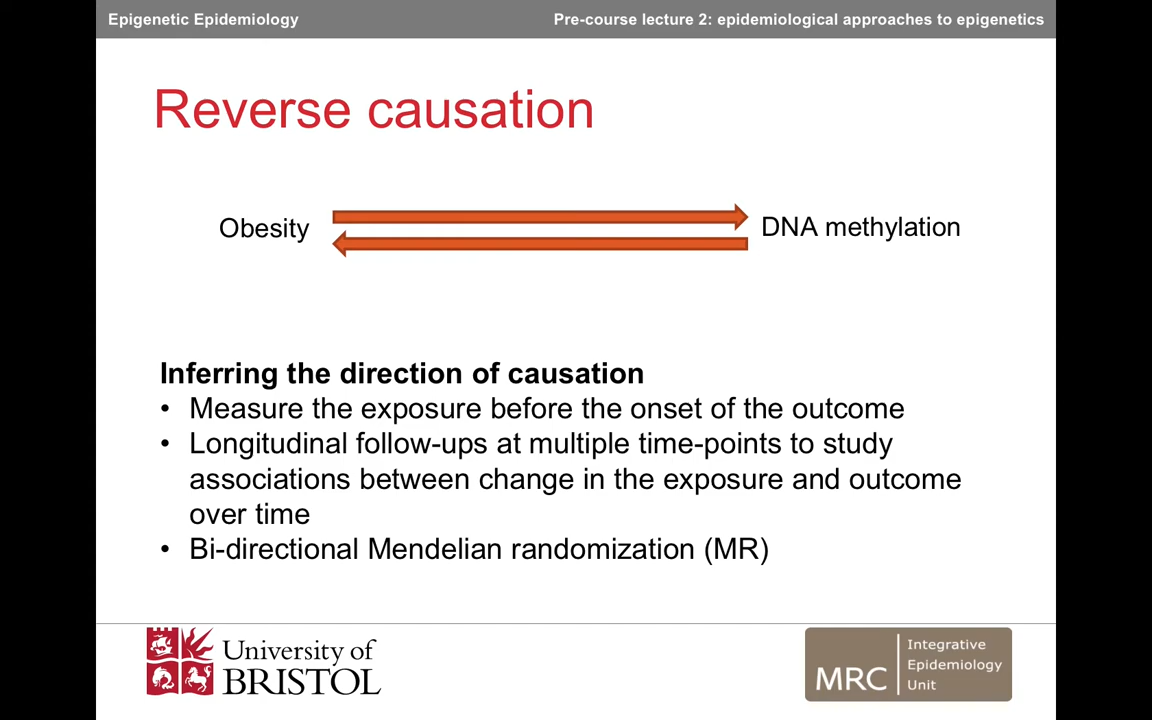 Epigenetic Epidemiology
Pre-course lecture 2: epidemiological approaches to epigenetics
Reverse causation
Obesity
DNA methylation
Inferring the direction of causation
• Measure the exposure before the onset of the outcome
• Longitudinal follow-ups at multiple time-points to study
associations between change in the exposure and outcome
over time
• Bi-directional Mendelian randomization (MR)
University of
BRISTOL
MRC
Integrative
Epidemiology
Unit